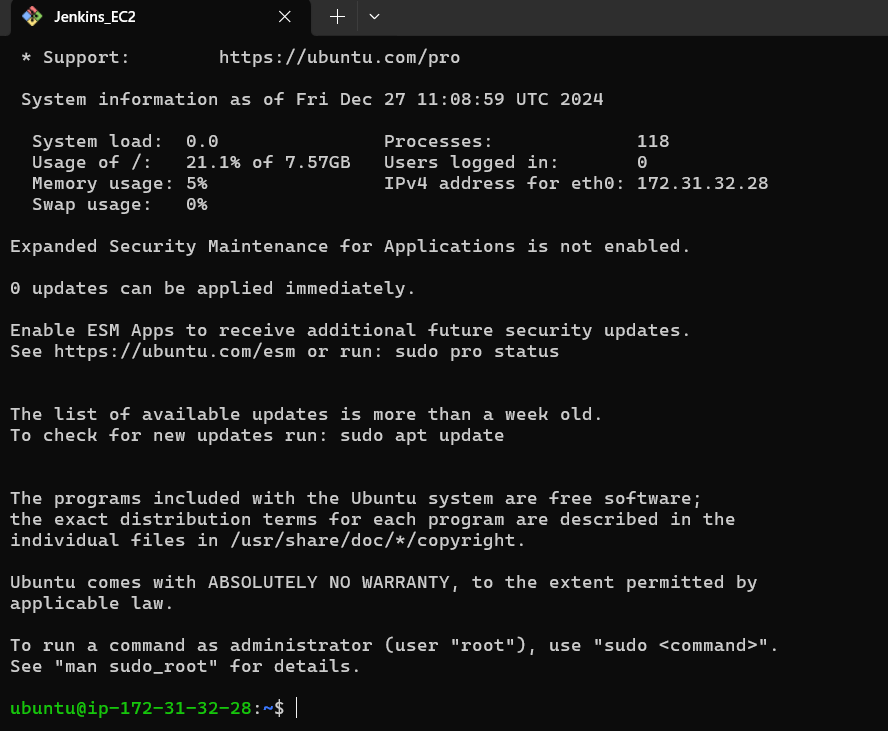 Jenkins_EC2
* Support:        https://ubuntu.com/pro
System information as of Fri Dec 27 11:08:59 UTC 2024
System load:  0.0               Processes:             118
Usage of /:   21.1% of 7.57GB   Users logged in:       0
Memory usage: 5%                IPv4 address for eth0: 172.31.32.28
Swap usage:   0%
Expanded Security Maintenance for Applications is not enabled.
0 updates can be applied immediately.
Enable ESM Apps to receive additional future security updates.
See https://ubuntu.com/esm or run: sudo pro status
The list of available updates is more than a week old.
To check for new updates run: sudo apt update
The programs included with the Ubuntu system are free software;
the exact distribution terms for each program are described in the
individual files in /usr/share/doc/*/copyright.
Ubuntu comes with ABSOLUTELY NO WARRANTY, to the extent permitted by
applicable law.
To run a command as administrator (user "root"), use "sudo <command>".
See "man sudo_root" for details.
ubuntu@ip-172-31-32-28:~$